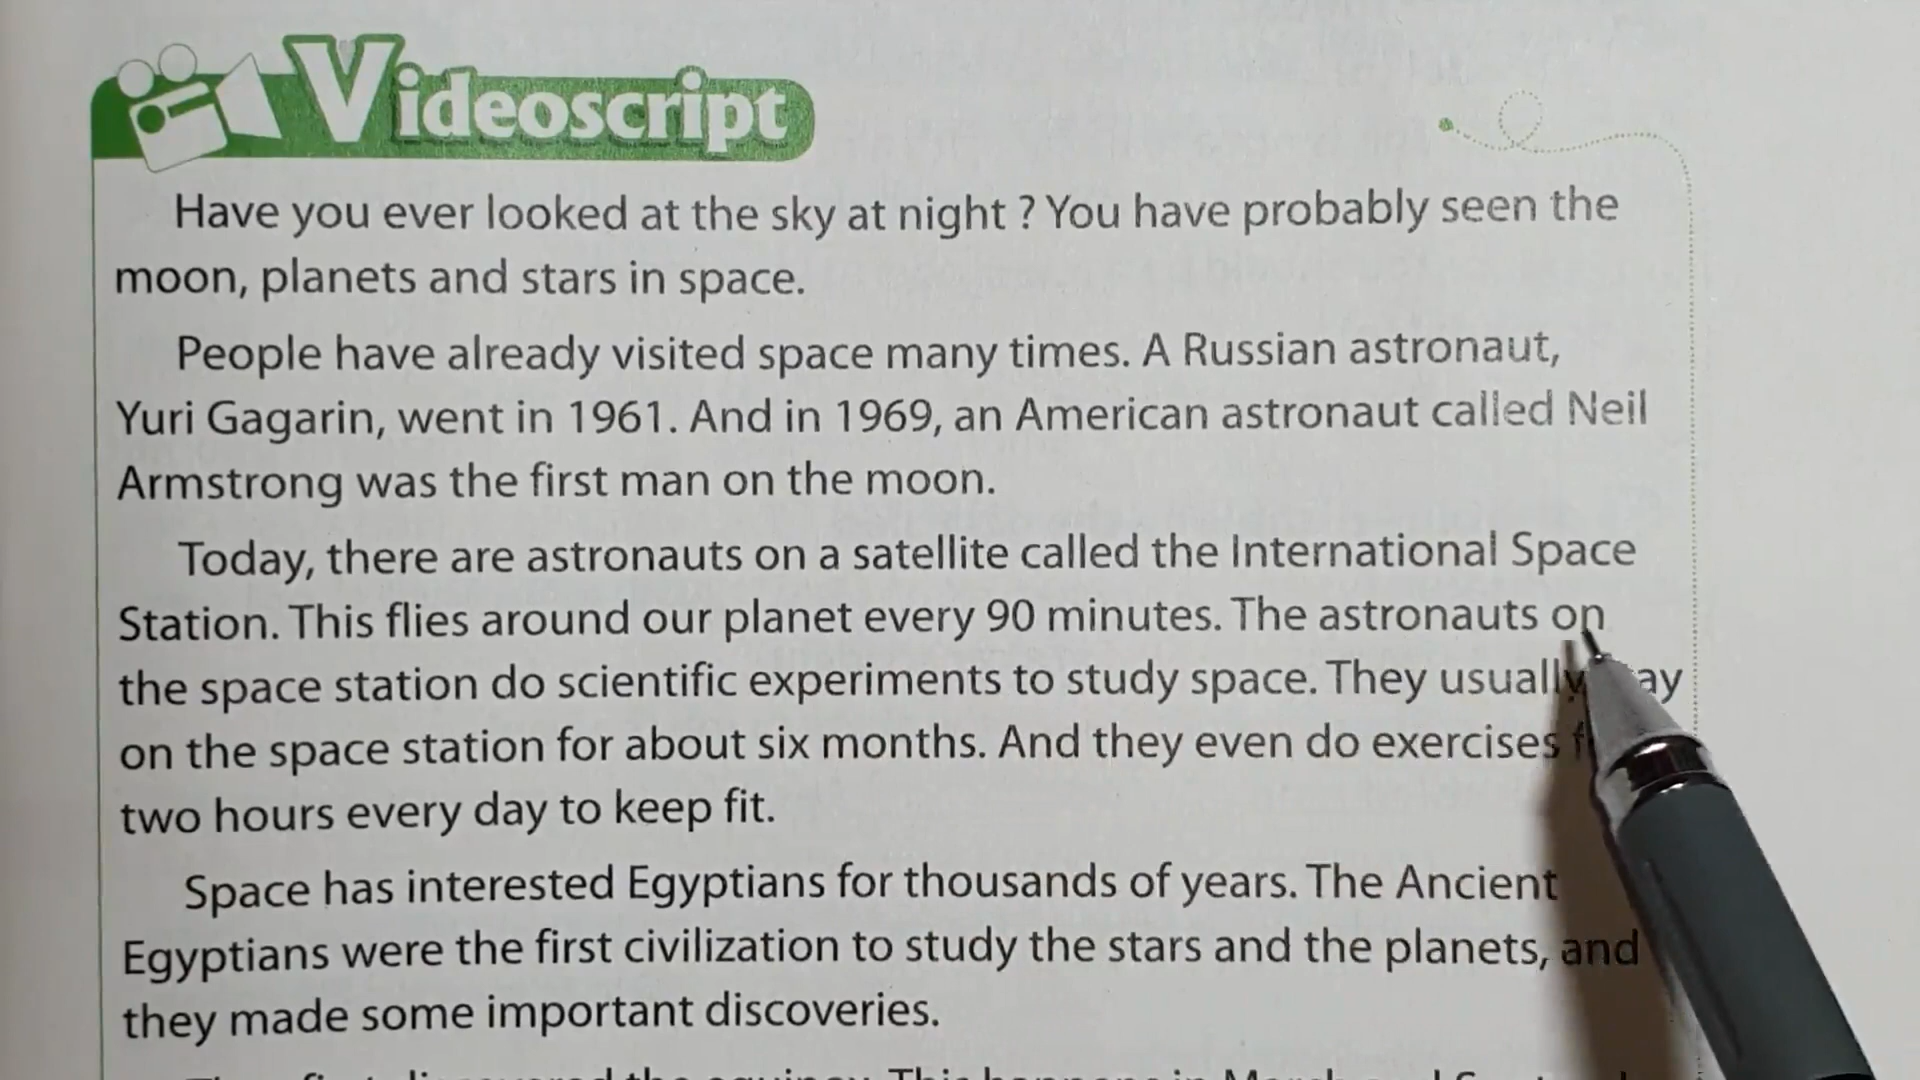 Videoscript
Have you ever looked at the sky at night ? You have probably seen the
moon, planets and stars in space.
People have already visited space many times. A Russian astronaut,
Yuri Gagarin, went in 1961. And in 1969, an American astronaut called Neil
Armstrong was the first man on the moon.
Today, there are astronauts on a satellite called the International Space
Station. This flies around our planet every 90 minutes. The astronauts on
the space station do scientific experiments to study space. They usually
on the space station for about six months. And they even do exercises
two hours every day to keep fit.
Space has interested Egyptians for thousands of years. The Ancient
Egyptians were the first civilization to study the stars and the planets, and
they made some important discoveries.